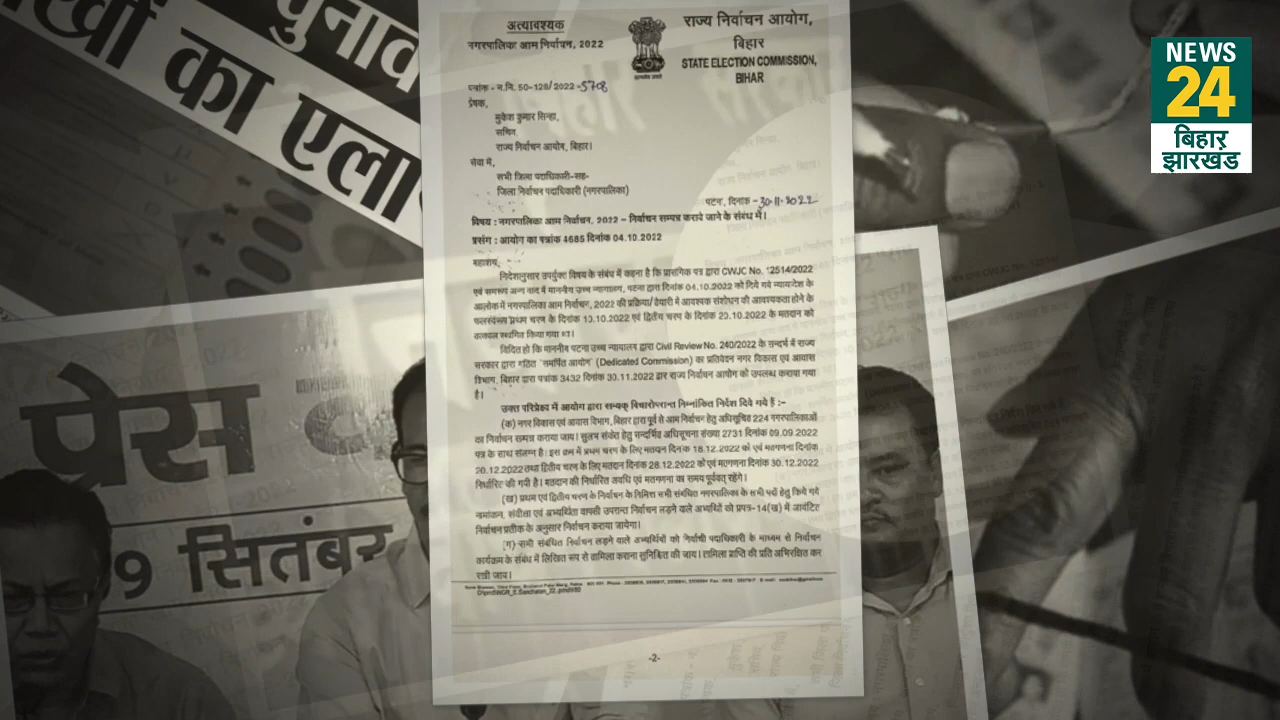 चुनाव
का एला
पेस
9 सितंबर
अत्यावश्यक
नगरपालिका आम निर्वाचन, 2022
राज्य निर्वाचन आयोग,
बिहार
STATE ELECTION COMMISSION,
BIHAR
पत्रांक - न.नि. 50-128/2022-5708
प्रेषक,
मुकेश कुमार सिन्हा,
सचिव
राज्य निर्वाचन आयोग, बिहार।
सेवा में,
सभी जिला पदाधिकारी-सह-
जिला निर्वाचन पदाधिकारी (नगरपालिका)
पटना, दिनांक - 30.11.2022
विषय : नगरपालिका आम निर्वाचन, 2022 – निर्वाचन सम्पन्न कराये जाने के संबंध में।
प्रसंग : आयोग का पत्रांक 4685 दिनांक 04.10.2022
महाशय,
निदेशानुसार उपर्युक्त विषय के संबंध में कहना है कि प्रासंगिक पत्र द्वारा CWJC No. 12514/2022
एवं समरूप अन्य वाद में माननीय उच्च न्यायालय, पटना द्वारा दिनांक 04.10.2022 को दिये गये न्यायादेश के
आलोक में नगरपालिका आम निर्वाचन, 2022 की प्रक्रिया/तैयारी में आवश्यक संशोधन की आवश्यकता होने के
फलस्वरूप प्रथम चरण के दिनांक 10.10.2022 एवं द्वितीय चरण के दिनांक 20.10.2022 के मतदान को
तत्काल स्थगित किया गया था।
विदित हो कि माननीय पटना उच्च न्यायालय द्वारा Civil Review No. 240/2022 के सन्दर्भ में राज्य
सरकार द्वारा गठित "समर्पित आयोग" (Dedicated Commission) का प्रतिवेदन नगर विकास एवं आवास
विभाग, बिहार द्वारा पत्रांक 3432 दिनांक 30.11.2022 द्वारा राज्य निर्वाचन आयोग को उपलब्ध कराया गया
है।
उक्त परिप्रेक्ष्य में आयोग द्वारा सम्यक् विचारोपरान्त निम्नांकित निर्देश दिये गये हैं :-
(क) नगर विकास एवं आवास विभाग, बिहार द्वारा पूर्व से आम निर्वाचन हेतु अधिसूचित 224 नगरपालिकाओं
का निर्वाचन सम्पन्न कराया जाय। सुलभ संकेत हेतु सन्दर्भित अधिसूचना संख्या 2731 दिनांक 09.09.2022
पत्र के साथ संलग्न है। इस क्रम में प्रथम चरण के लिए मतदान दिनांक 18.12.2022 को एवं मतगणना दिनांक
20.12.2022 तथा द्वितीय चरण के लिए मतदान दिनांक 28.12.2022 को एवं मतगणना दिनांक 30.12.2022
निर्धारित की गयी है। मतदान की निर्धारित अवधि एवं मतगणना का समय पूर्ववत् रहेंगे।
(ख) प्रथम एवं द्वितीय चरण के निर्वाचन के निमित्त सभी संबंधित नगरपालिका के सभी पदों हेतु किये गये
नामांकन, संवीक्षा एवं अभ्यर्थिता वापसी उपरान्त निर्वाचन लड़ने वाले अभ्यर्थियों को प्रपत्र-14(ख) में आवंटित
निर्वाचन प्रतीक के अनुसार निर्वाचन कराया जायेगा।
(ग) सभी संबंधित निर्वाचन लड़ने वाले अभ्यर्थियों को निर्वाची पदाधिकारी के माध्यम से निर्वाचन
कार्यक्रम के संबंध में लिखित रूप से तामिला कराना सुनिश्चित की जाय। तामिला प्राप्ति की प्रति अभिरक्षित कर
रखी जाय।
-2-
NEWS
24
बिहार
झारखंड